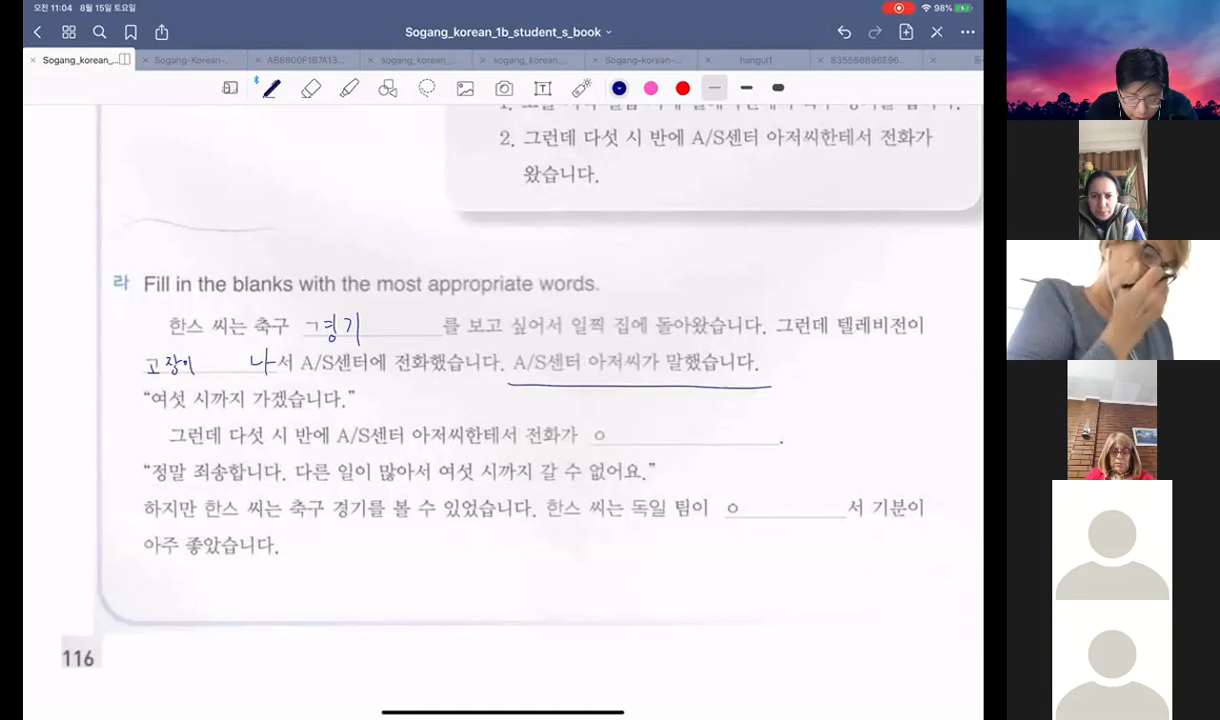 오전 11:04 8월 15일 토요일
98%
Sogang_korean_1b_student_s_book
Sogang_korean_... Sogang-Korean-... AB6800F1B7A13... sogang_korean_... sogang_korean_... Sogang-korean-... hangul1 835586B96E96...
2. 그런데 다섯 시 반에 A/S센터 아저씨한테서 전화가
왔습니다.
라 Fill in the blanks with the most appropriate words.
한스 씨는 축구 ㄱ경기 를 보고 싶어서 일찍 집에 돌아왔습니다. 그런데 텔레비전이
고장이 나서 A/S센터에 전화했습니다. A/S센터 아저씨가 말했습니다.
"여섯 시까지 가겠습니다."
그런데 다섯 시 반에 A/S센터 아저씨한테서 전화가 ㅇ .
"정말 죄송합니다. 다른 일이 많아서 여섯 시까지 갈 수 없어요."
하지만 한스 씨는 축구 경기를 볼 수 있었습니다. 한스 씨는 독일 팀이 ㅇ 서 기분이
아주 좋았습니다.
116